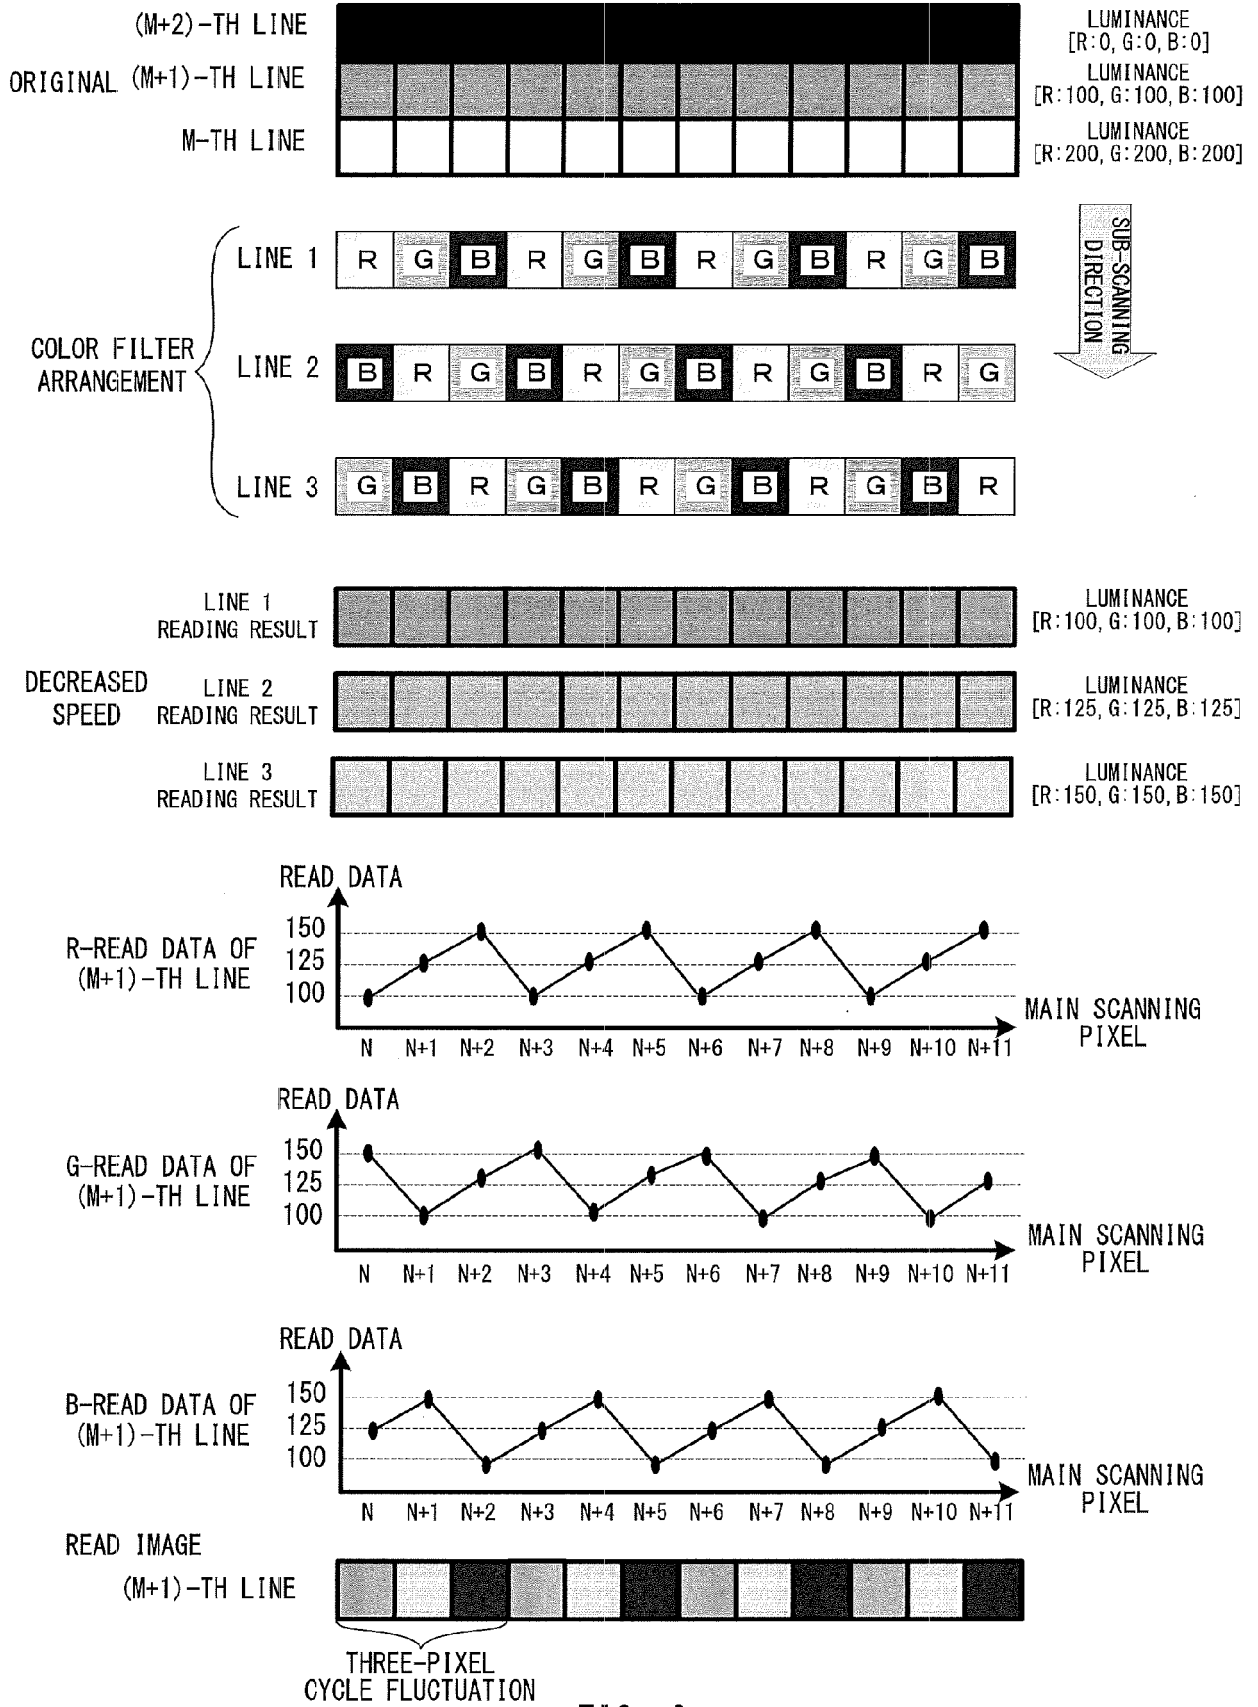 (M+2)-TH LINE
LUMINANCE
[R:0, G:0, B:0]
ORIGINAL (M+1)-TH LINE
LUMINANCE
[R:100, G:100, B:100]
M-TH LINE
LUMINANCE
[R:200, G:200, B:200]
SUB-SCANNING
DIRECTION
COLOR FILTER
ARRANGEMENT
LINE 1 R G B R G B R G B R G B
LINE 2 B R G B R G B R G B R G
LINE 3 G B R G B R G B R G B R
DECREASED
SPEED
LINE 1
READING RESULT
LUMINANCE
[R:100, G:100, B:100]
LINE 2
READING RESULT
LUMINANCE
[R:125, G:125, B:125]
LINE 3
READING RESULT
LUMINANCE
[R:150, G:150, B:150]
READ DATA
R-READ DATA OF
(M+1)-TH LINE
150
125
100
MAIN SCANNING
PIXEL
N N+1 N+2 N+3 N+4 N+5 N+6 N+7 N+8 N+9 N+10 N+11
READ DATA
G-READ DATA OF
(M+1)-TH LINE
150
125
100
MAIN SCANNING
PIXEL
N N+1 N+2 N+3 N+4 N+5 N+6 N+7 N+8 N+9 N+10 N+11
READ DATA
B-READ DATA OF
(M+1)-TH LINE
150
125
100
MAIN SCANNING
PIXEL
N N+1 N+2 N+3 N+4 N+5 N+6 N+7 N+8 N+9 N+10 N+11
READ IMAGE
(M+1)-TH LINE
THREE-PIXEL
CYCLE FLUCTUATION